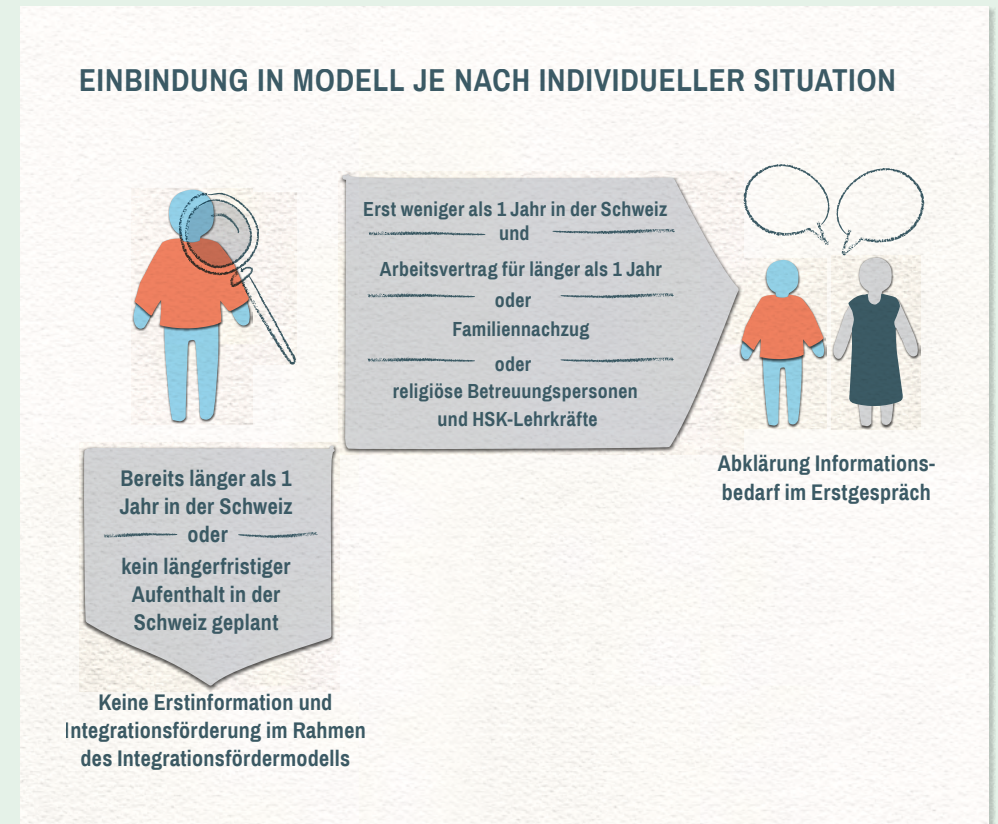 EINBINDUNG IN MODELL JE NACH INDIVIDUELLER SITUATION
Erst weniger als 1 Jahr in der Schweiz
und
Arbeitsvertrag für länger als 1 Jahr
oder
Familiennachzug
oder
religiöse Betreuungspersonen
und HSK-Lehrkräfte
Abklärung Informations-
bedarf im Erstgespräch
Bereits länger als 1
Jahr in der Schweiz
oder
kein längerfristiger
Aufenthalt in der
Schweiz geplant
Keine Erstinformation und
Integrationsförderung im Rahmen
des Integrationsfördermodells